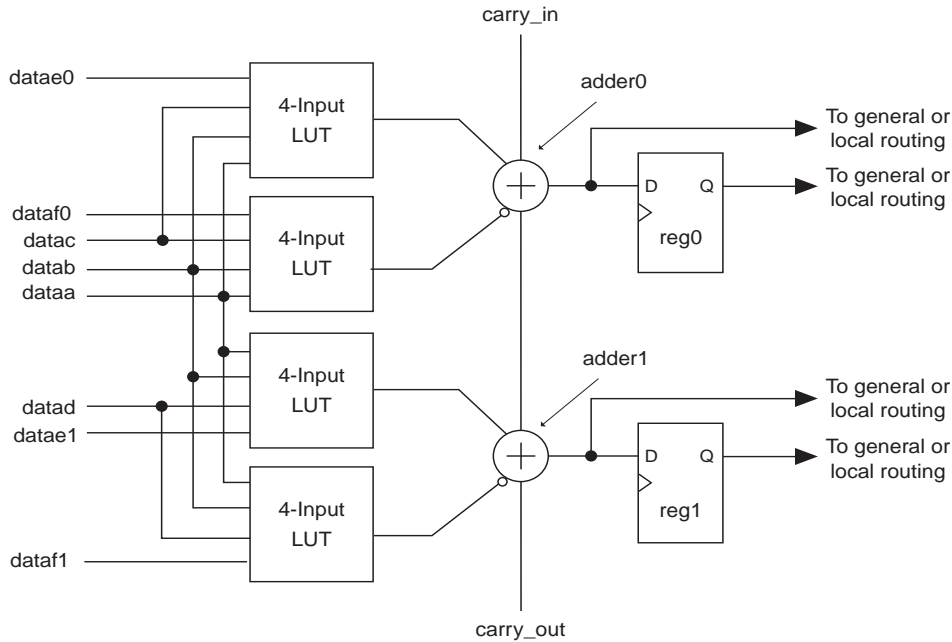 carry_in
datae0
4-Input
LUT
adder0
To general or
local routing
D
Q
reg0
To general or
local routing
dataf0
datac
datab
dataa
4-Input
LUT
4-Input
LUT
adder1
To general or
local routing
datad
datae1
D
Q
reg1
To general or
local routing
4-Input
LUT
dataf1
carry_out